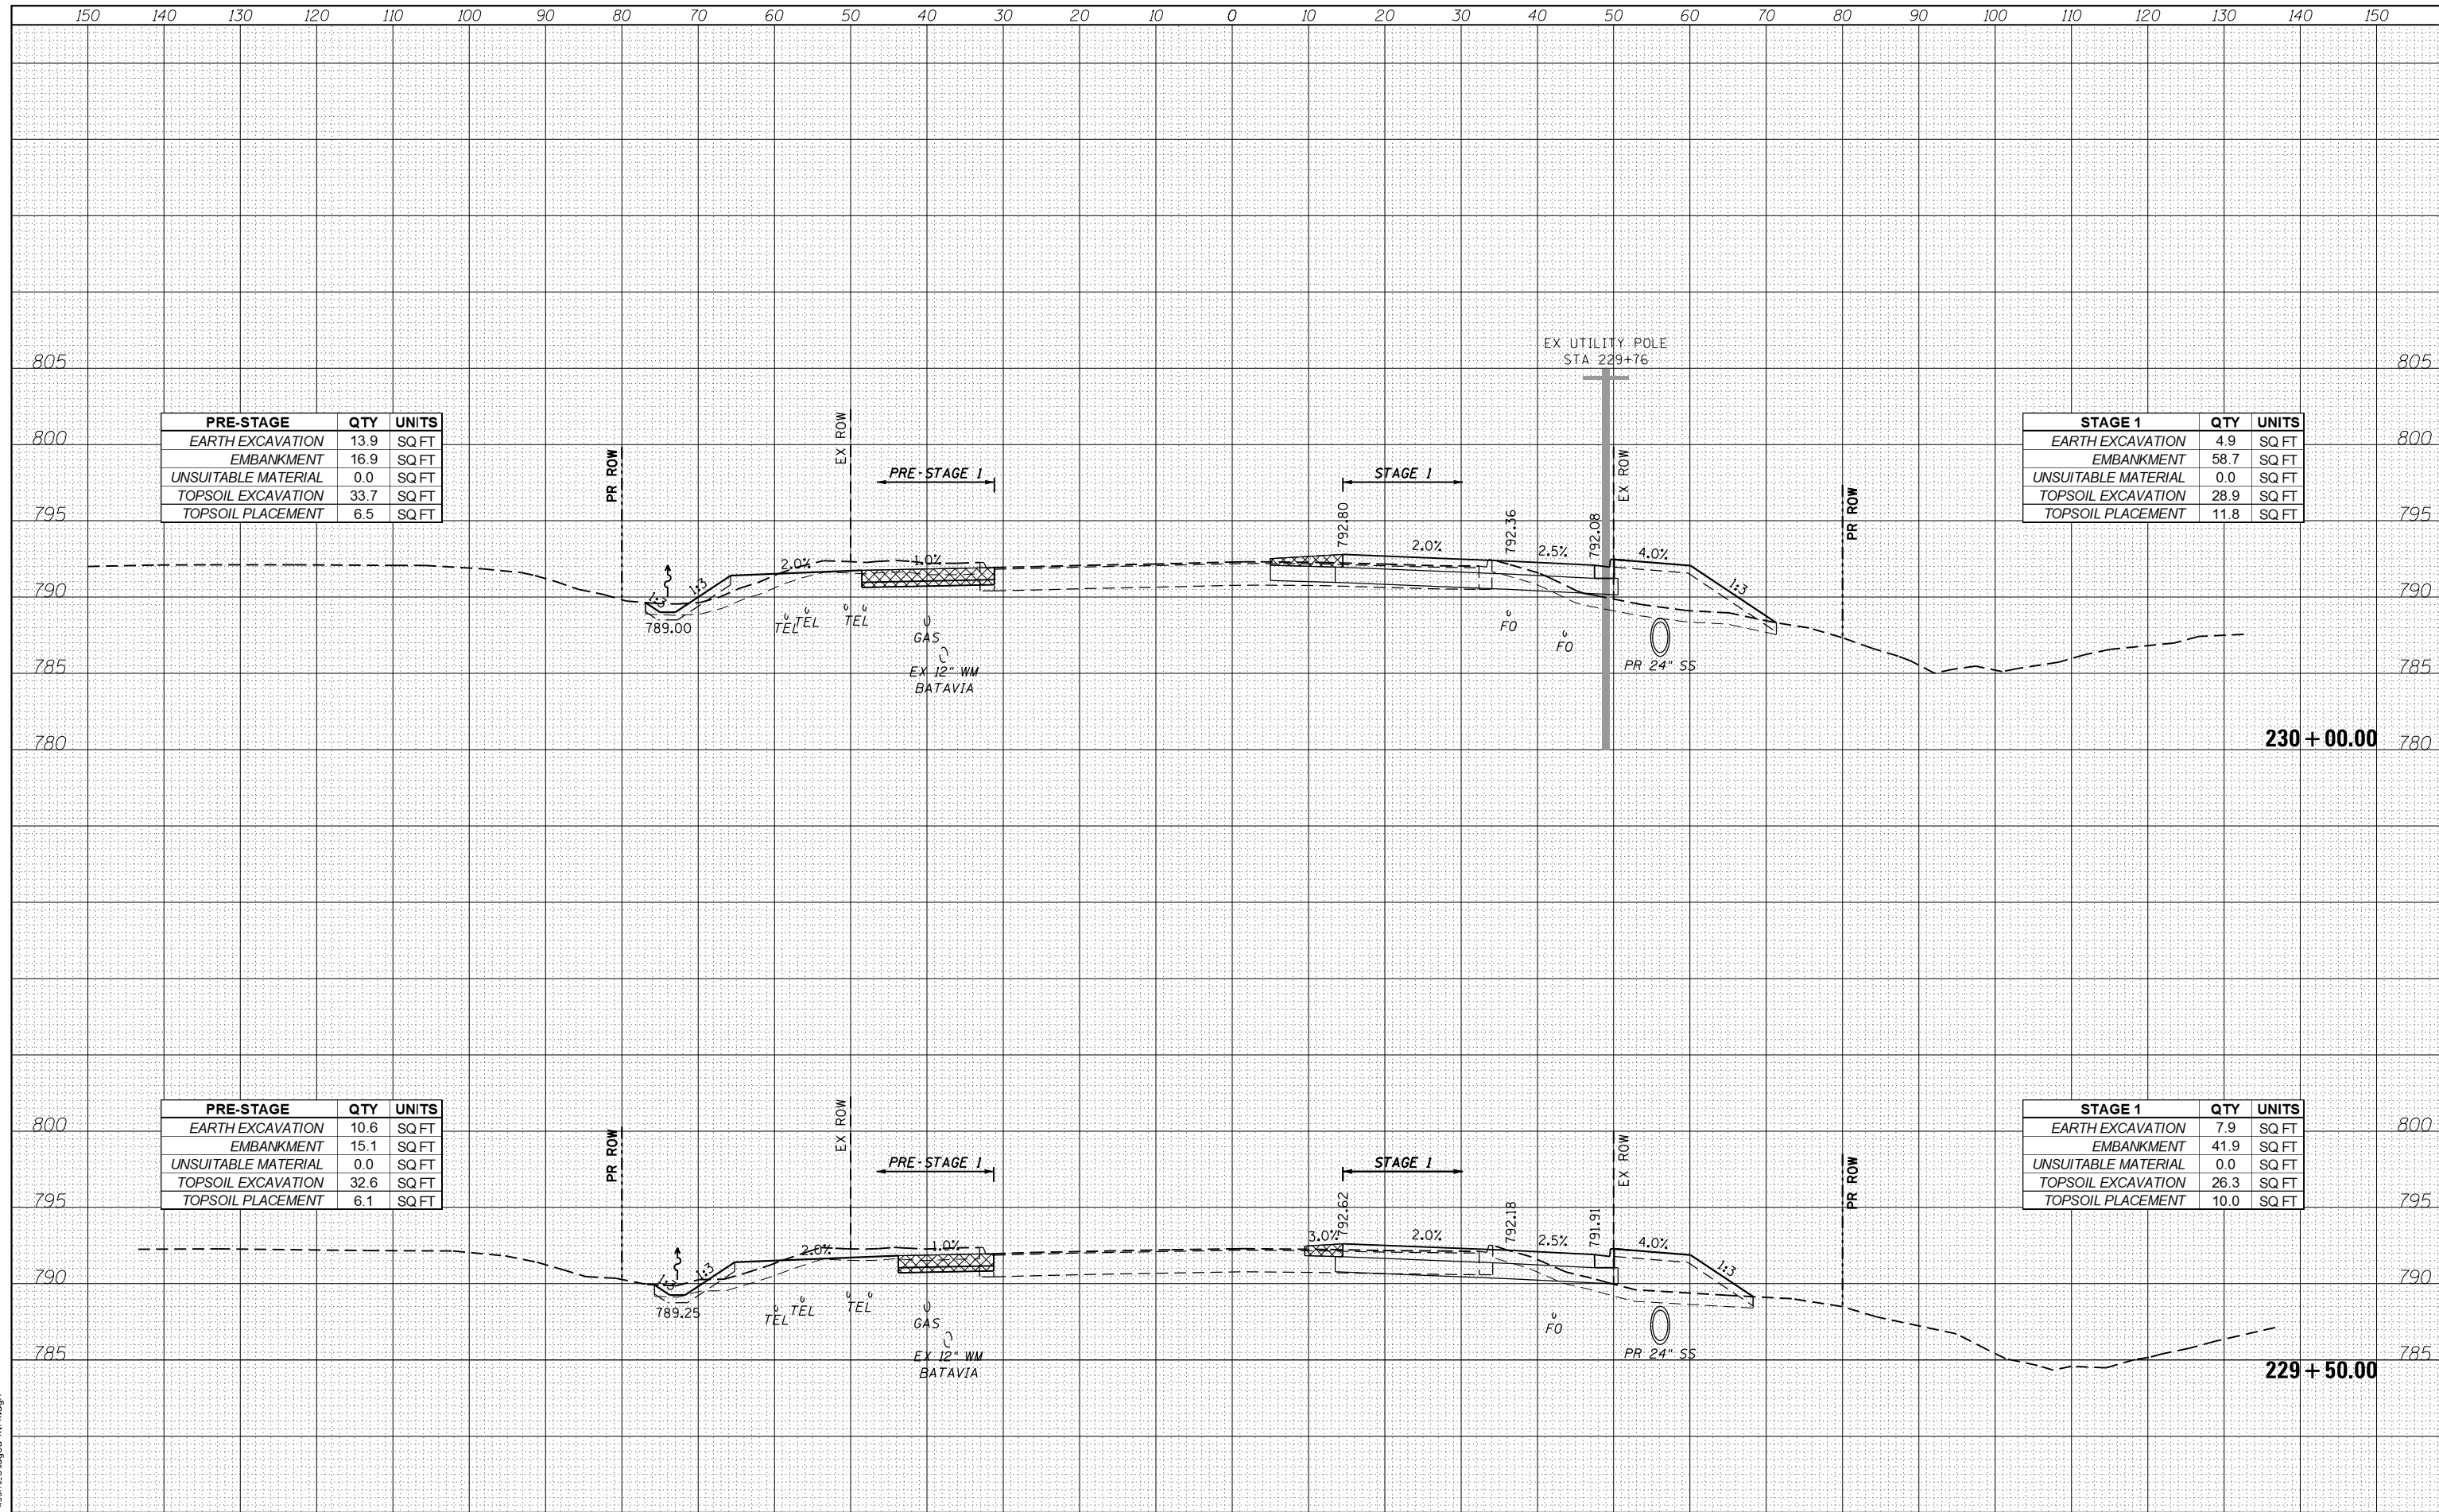 150 140 130 120 110 100 90 80 70 60 50 40 30 20 10 0 10 20 30 40 50 60 70 80 90 100 110 120 130 140 150
EX UTILITY POLE
STA 229+76
805 805
PRE-STAGE QTY UNITS
EARTH EXCAVATION 13.9 SQ FT
EMBANKMENT 16.9 SQ FT
UNSUITABLE MATERIAL 0.0 SQ FT
TOPSOIL EXCAVATION 33.7 SQ FT
TOPSOIL PLACEMENT 6.5 SQ FT
STAGE 1 QTY UNITS
EARTH EXCAVATION 4.9 SQ FT
EMBANKMENT 58.7 SQ FT
UNSUITABLE MATERIAL 0.0 SQ FT
TOPSOIL EXCAVATION 28.9 SQ FT
TOPSOIL PLACEMENT 11.8 SQ FT
800 800
PR ROW
EX ROW
PRE-STAGE 1
STAGE 1
EX ROW
PR ROW
795 795
792.80
792.36
792.08
1:3 1:3 2.0% 1.0% 2.0% 2.5% 4.0% 1:3
790 790
789.00
TEL TEL TEL
GAS
FO
FO
EX 12" WM
BATAVIA
PR 24" SS
785 785
780 780
230+00.00
PRE-STAGE QTY UNITS
EARTH EXCAVATION 10.6 SQ FT
EMBANKMENT 15.1 SQ FT
UNSUITABLE MATERIAL 0.0 SQ FT
TOPSOIL EXCAVATION 32.6 SQ FT
TOPSOIL PLACEMENT 6.1 SQ FT
STAGE 1 QTY UNITS
EARTH EXCAVATION 7.9 SQ FT
EMBANKMENT 41.9 SQ FT
UNSUITABLE MATERIAL 0.0 SQ FT
TOPSOIL EXCAVATION 26.3 SQ FT
TOPSOIL PLACEMENT 10.0 SQ FT
800 800
PR ROW
EX ROW
PRE-STAGE 1
STAGE 1
EX ROW
PR ROW
795 795
792.62
792.18
791.91
1:3 1:3 2.0% 1.0% 3.0% 2.0% 2.5% 4.0% 1:3
790 790
789.25
TEL TEL TEL
GAS
FO
EX 12" WM
BATAVIA
PR 24" SS
785 785
229+50.00